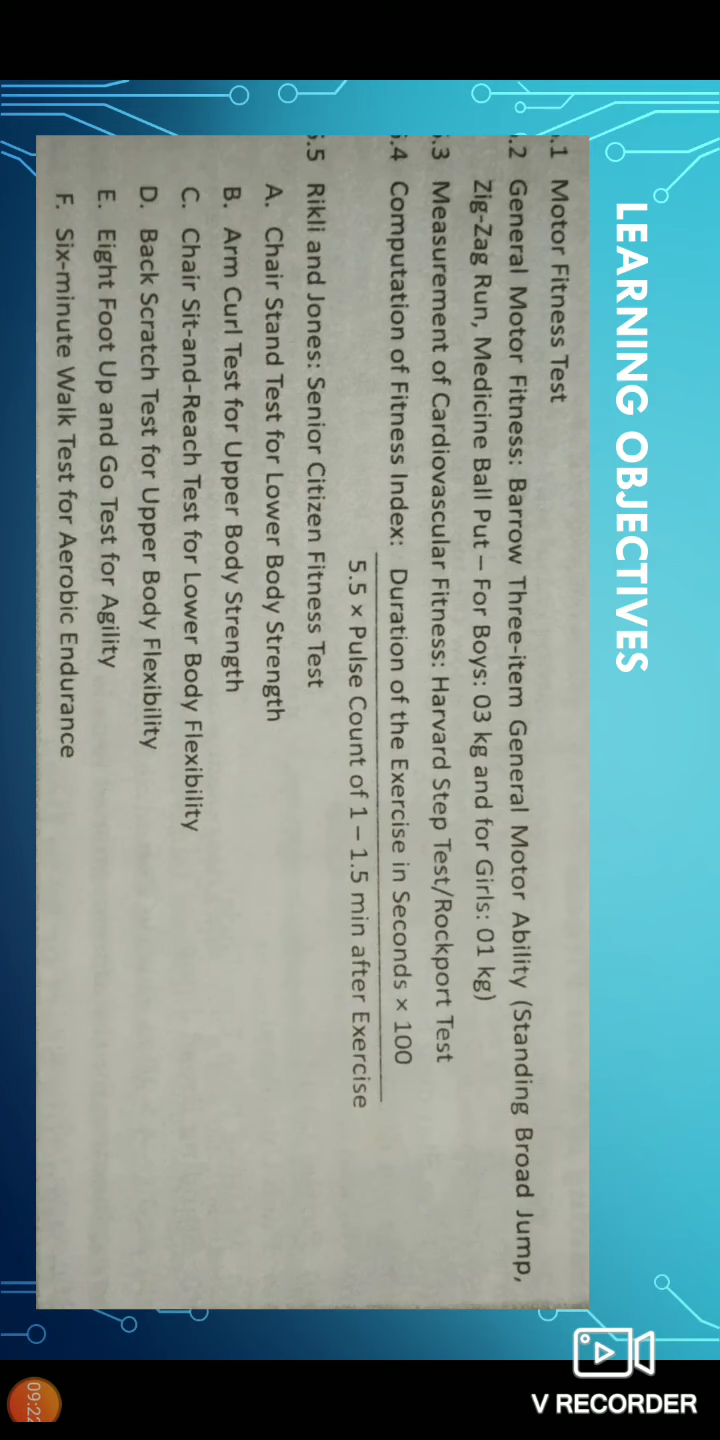 LEARNING OBJECTIVES
.1 Motor Fitness Test
.2 General Motor Fitness: Barrow Three-item General Motor Ability (Standing Broad Jump,
Zig-Zag Run, Medicine Ball Put – For Boys: 03 kg and for Girls: 01 kg)
.3 Measurement of Cardiovascular Fitness: Harvard Step Test/Rockport Test
.4 Computation of Fitness Index: Duration of the Exercise in Seconds × 100
5.5 × Pulse Count of 1 – 1.5 min after Exercise
.5 Rikli and Jones: Senior Citizen Fitness Test
A. Chair Stand Test for Lower Body Strength
B. Arm Curl Test for Upper Body Strength
C. Chair Sit-and-Reach Test for Lower Body Flexibility
D. Back Scratch Test for Upper Body Flexibility
E. Eight Foot Up and Go Test for Agility
F. Six-minute Walk Test for Aerobic Endurance
V RECORDER
09:22